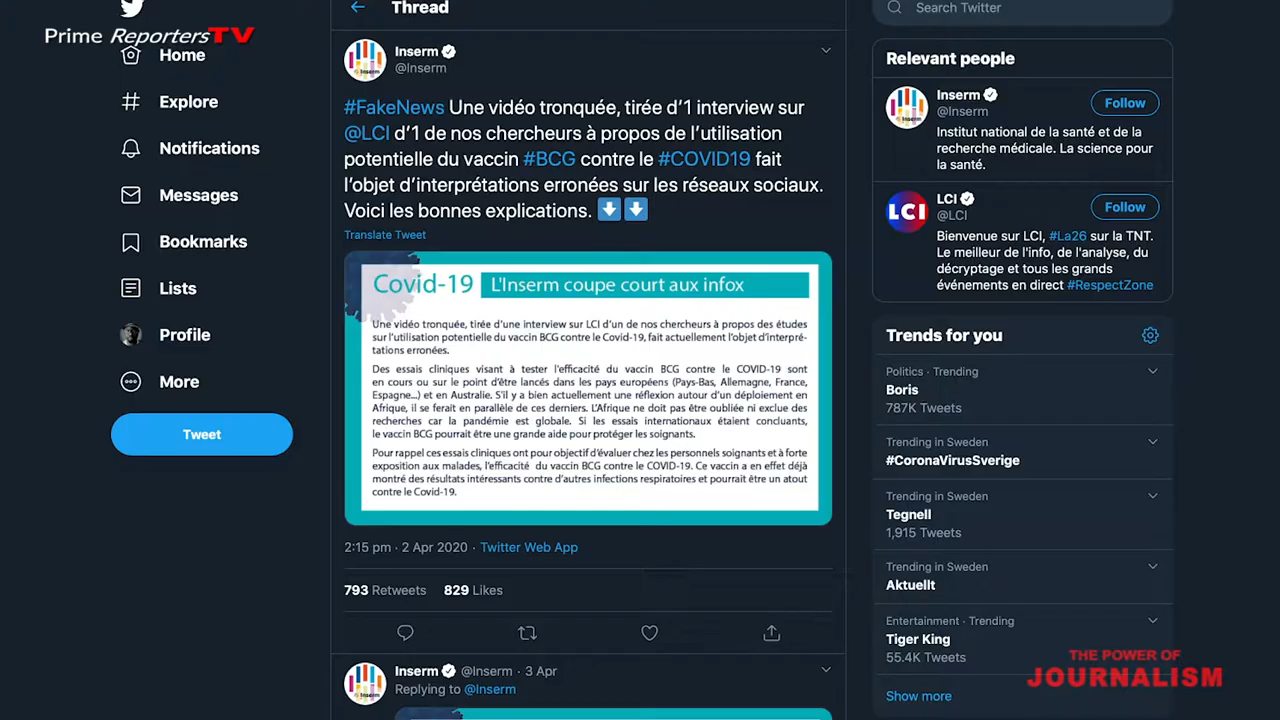 Prime ReportersTV
Home
Explore
Notifications
Messages
Bookmarks
Lists
Profile
More
Tweet
Thread
Inserm
@Inserm
#FakeNews Une vidéo tronquée, tirée d’1 interview sur
@LCI d’1 de nos chercheurs à propos de l’utilisation
potentielle du vaccin #BCG contre le #COVID19 fait
l’objet d’interprétations erronées sur les réseaux sociaux.
Voici les bonnes explications.
Translate Tweet
Covid-19 L'Inserm coupe court aux infox
Une vidéo tronquée, tirée d'une interview sur LCI d'un de nos chercheurs à propos des études
sur l'utilisation potentielle du vaccin BCG contre le Covid-19, fait actuellement l'objet d'interpré-
tations erronées.
Des essais cliniques visant à tester l'efficacité du vaccin BCG contre le COVID-19 sont
en cours ou sur le point d'être lancés dans les pays européens (Pays-Bas, Allemagne, France,
Espagne...) et en Australie. S'il y a bien actuellement une réflexion autour d'un déploiement en
Afrique, il se ferait en parallèle de ces derniers. L'Afrique ne doit pas être oubliée ni exclue des
recherches car la pandémie est globale. Si les essais internationaux étaient concluants,
le vaccin BCG pourrait être une grande aide pour protéger les soignants.
Pour rappel ces essais cliniques ont pour objectif d'évaluer chez les personnels soignants et à forte
exposition aux malades, l'efficacité du vaccin BCG contre le COVID-19. Ce vaccin a en effet déjà
montré des résultats intéressants contre d'autres infections respiratoires et pourrait être un atout
contre le Covid-19.
2:15 pm · 2 Apr 2020 · Twitter Web App
793 Retweets 829 Likes
Inserm @Inserm · 3 Apr
Replying to @Inserm
Search Twitter
Relevant people
Inserm
@Inserm
Follow
Institut national de la santé et de la
recherche médicale. La science pour
la santé.
LCI
LCI
@LCI
Follow
Bienvenue sur LCI, #La26 sur la TNT.
Le meilleur de l'info, de l'analyse, du
décryptage et tous les grands
événements en direct #RespectZone
Trends for you
Politics · Trending
Boris
787K Tweets
Trending in Sweden
#CoronaVirusSverige
Trending in Sweden
Tegnell
1,915 Tweets
Trending in Sweden
Aktuellt
Entertainment · Trending
Tiger King
55.4K Tweets
Show more
THE POWER OF
JOURNALISM